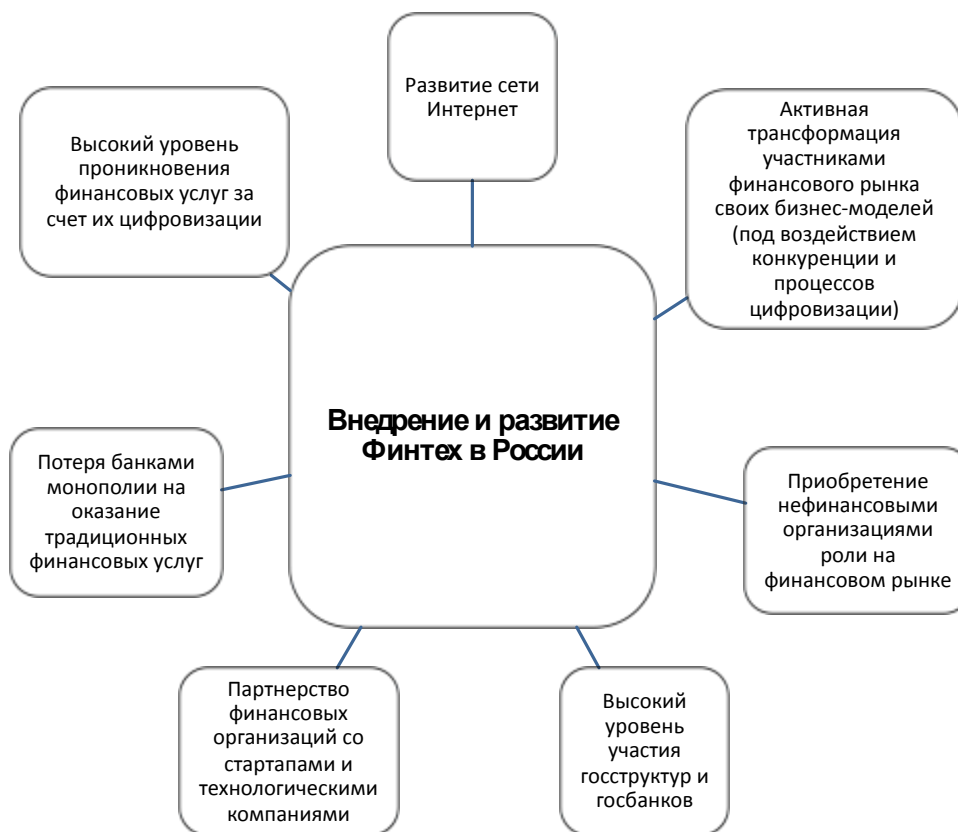 Развитие сети
Интернет
Активная
трансформация
участниками
финансового рынка
своих бизнес-моделей
(под воздействием
конкуренции и
процессов
цифровизации)
Приобретение
нефинансовыми
организациями
роли на
финансовом рынке
Высокий
уровень
участия
госструктур и
госбанков
Партнерство
финансовых
организаций со
стартапами и
технологическими
компаниями
Потеря банками
монополии на
оказание
традиционных
финансовых услуг
Высокий уровень
проникновения
финансовых услуг за
счет их цифровизации
Внедрение и развитие
Финтех в России